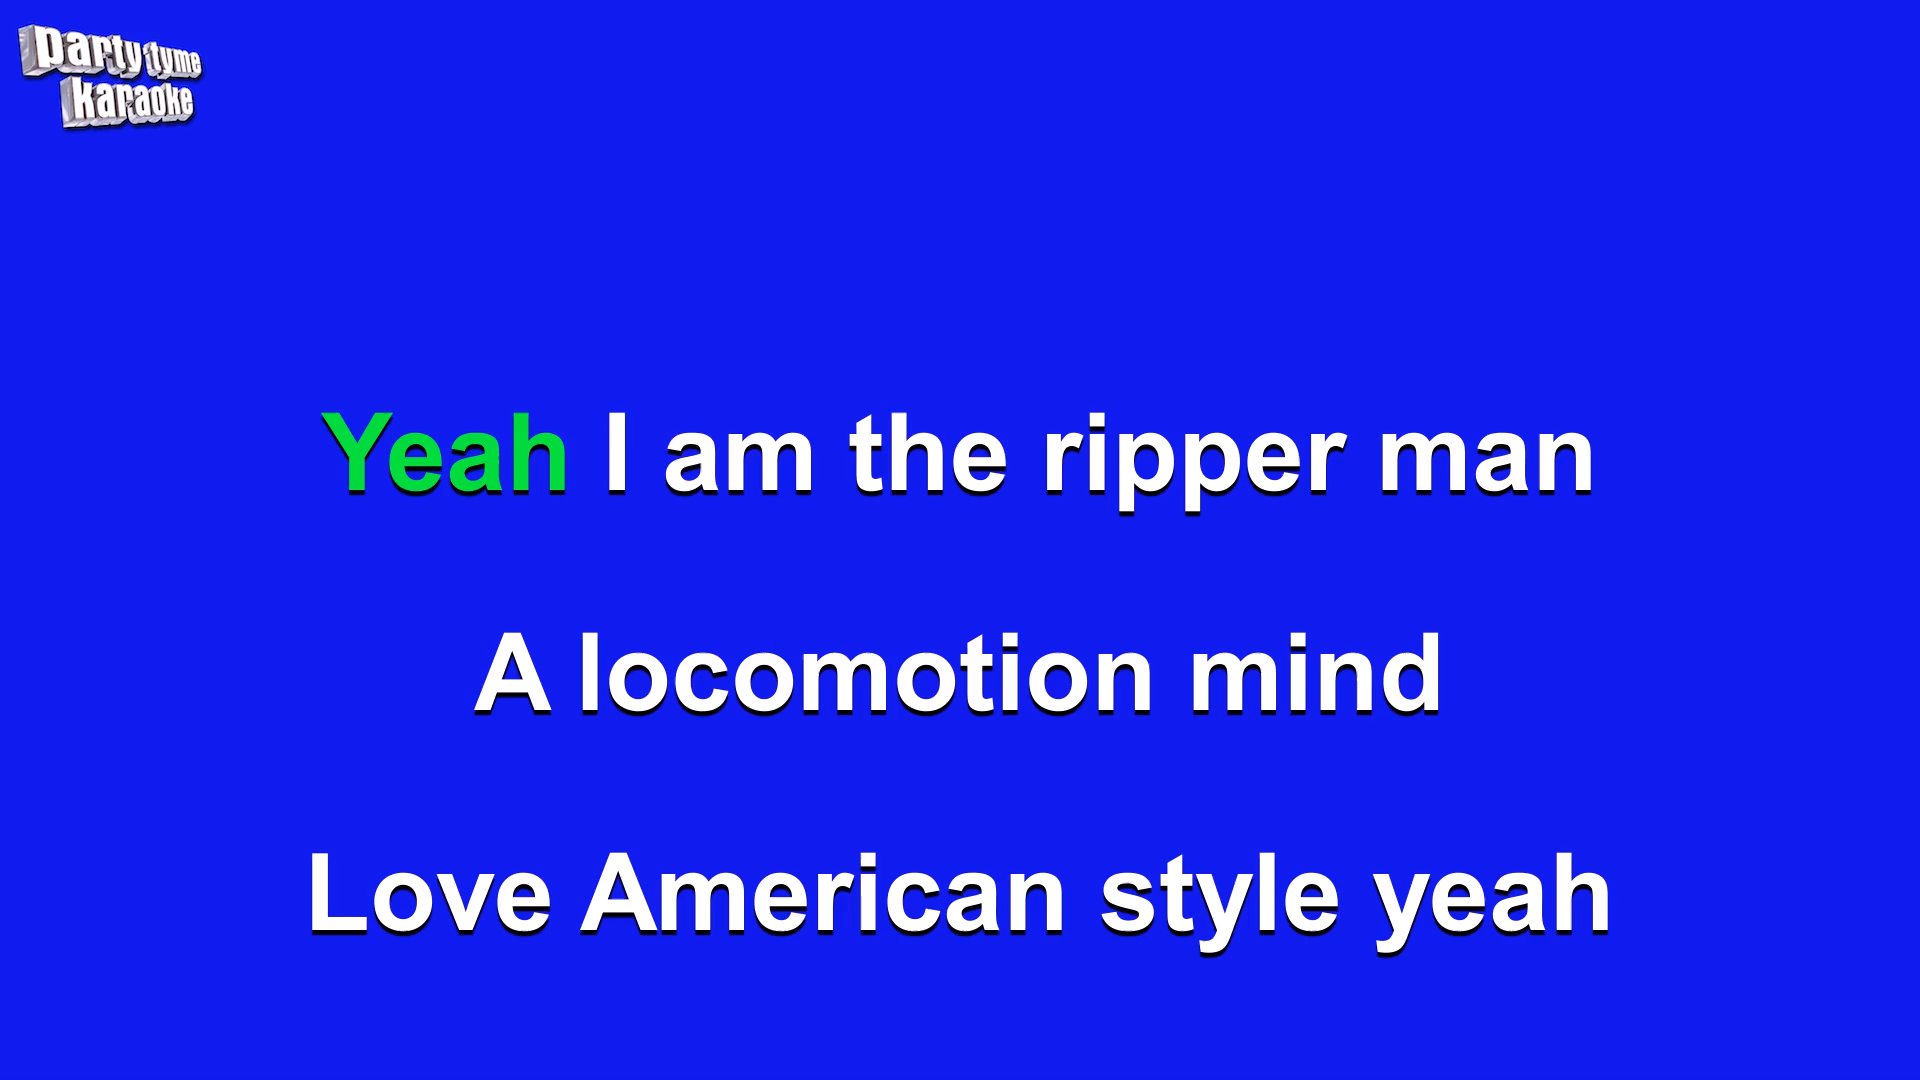 party tyme
karaoke
Yeah I am the ripper man
A locomotion mind
Love American style yeah